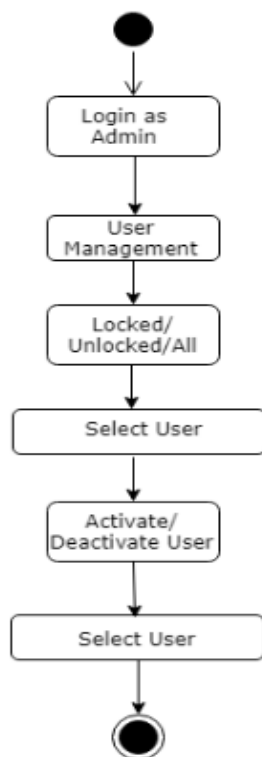 Login as
Admin
User
Management
Locked/
Unlocked/All
Select User
Activate/
Deactivate User
Select User